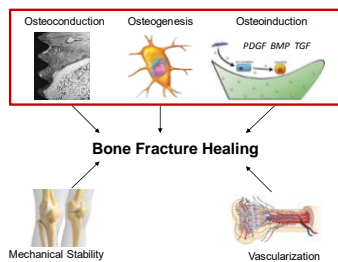 Osteoconduction
Osteogenesis
Osteoinduction
PDGF BMP TGF
Bone Fracture Healing
Mechanical Stability
Vascularization